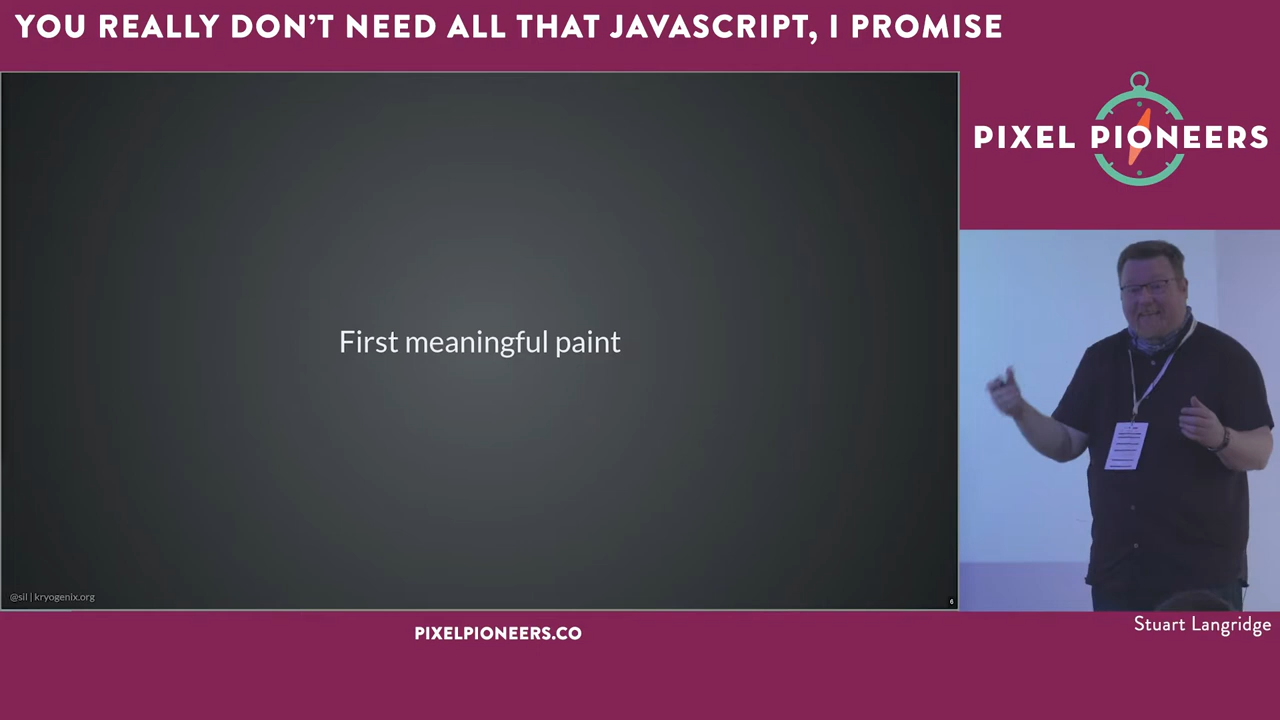 YOU REALLY DON'T NEED ALL THAT JAVASCRIPT, I PROMISE
PIXEL PIONEERS
First meaningful paint
@sil | kryogenix.org
6
Stuart Langridge
PIXELPIONEERS.CO